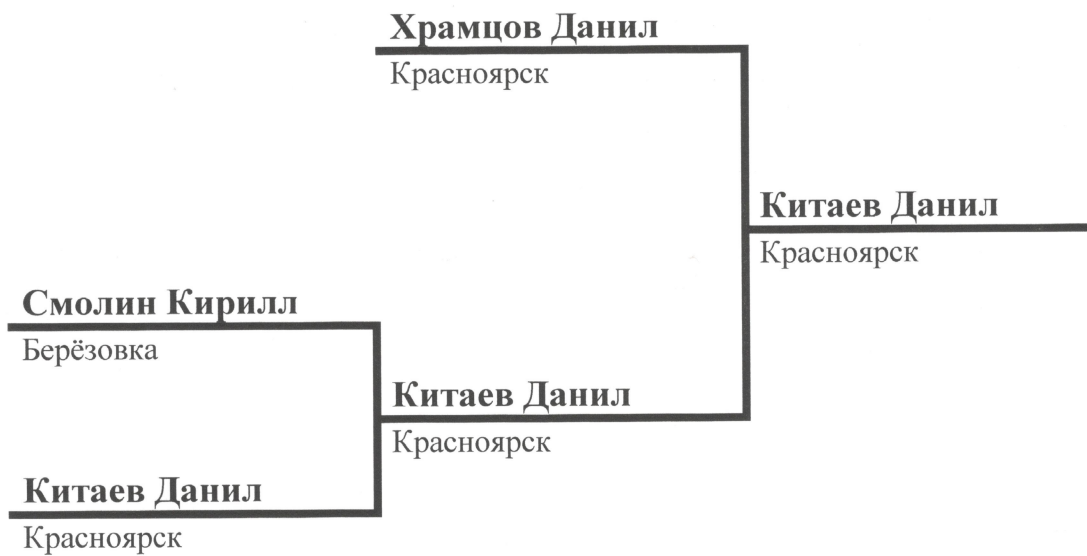 Храмцов Данил
Красноярск
Китаев Данил
Красноярск
Смолин Кирилл
Берёзовка
Китаев Данил
Красноярск
Китаев Данил
Красноярск